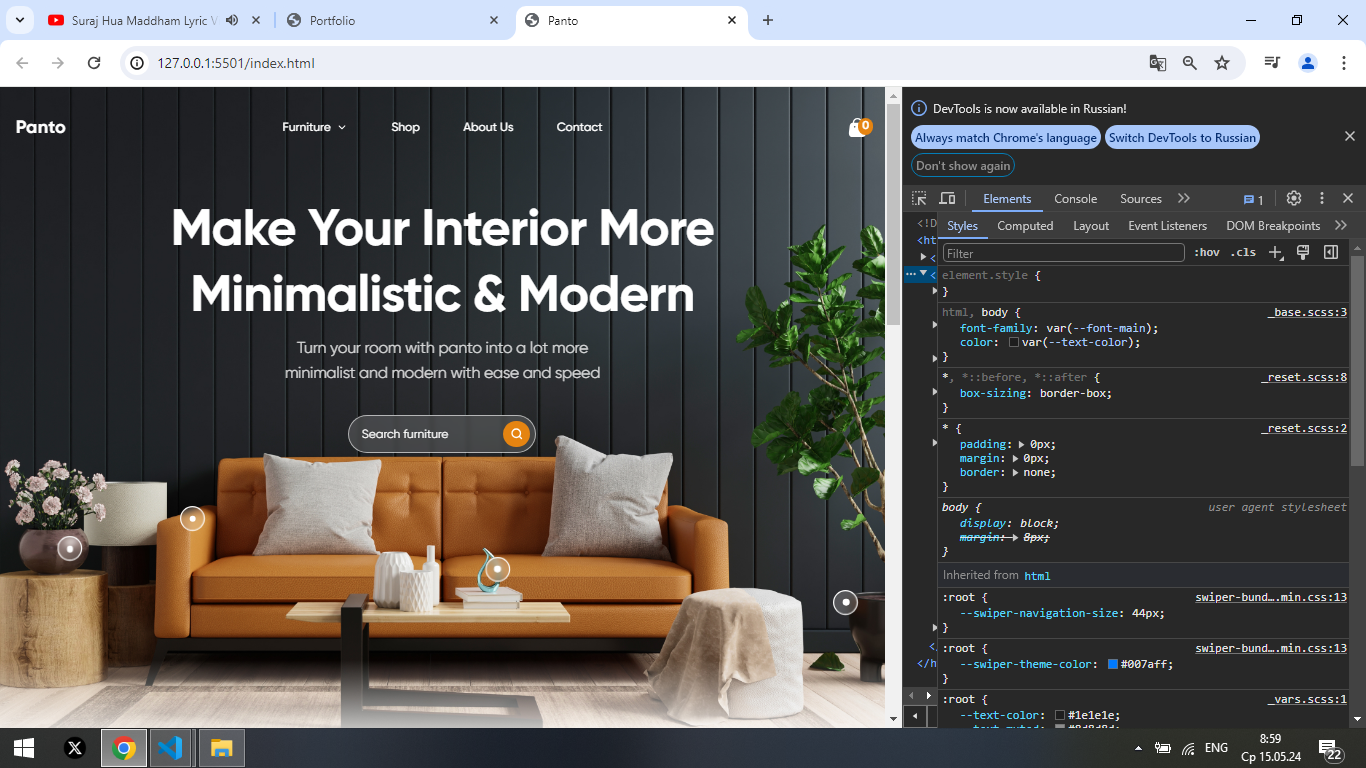 Suraj Hua Maddham Lyric V
Portfolio
Panto
127.0.0.1:5501/index.html
Panto
Furniture
Shop
About Us
Contact
0
Make Your Interior More
Minimalistic & Modern
Turn your room with panto into a lot more
minimalist and modern with ease and speed
Search furniture
DevTools is now available in Russian!
Always match Chrome's language
Switch DevTools to Russian
Don't show again
Elements
Console
Sources
1
<!D
<ht
<
<
</
</h
Styles
Computed
Layout
Event Listeners
DOM Breakpoints
Filter
:hov
.cls
element.style {
}
html, body {
_base.scss:3
font-family: var(--font-main);
color: var(--text-color);
}
*, *::before, *::after {
_reset.scss:8
box-sizing: border-box;
}
* {
_reset.scss:2
padding: 0px;
margin: 0px;
border: none;
}
body {
user agent stylesheet
display: block;
margin: 8px;
}
Inherited from html
:root {
swiper-bund….min.css:13
--swiper-navigation-size: 44px;
}
:root {
swiper-bund….min.css:13
--swiper-theme-color: #007aff;
}
:root {
_vars.scss:1
--text-color: #1e1e1e;
ENG
8:59
Ср 15.05.24
22